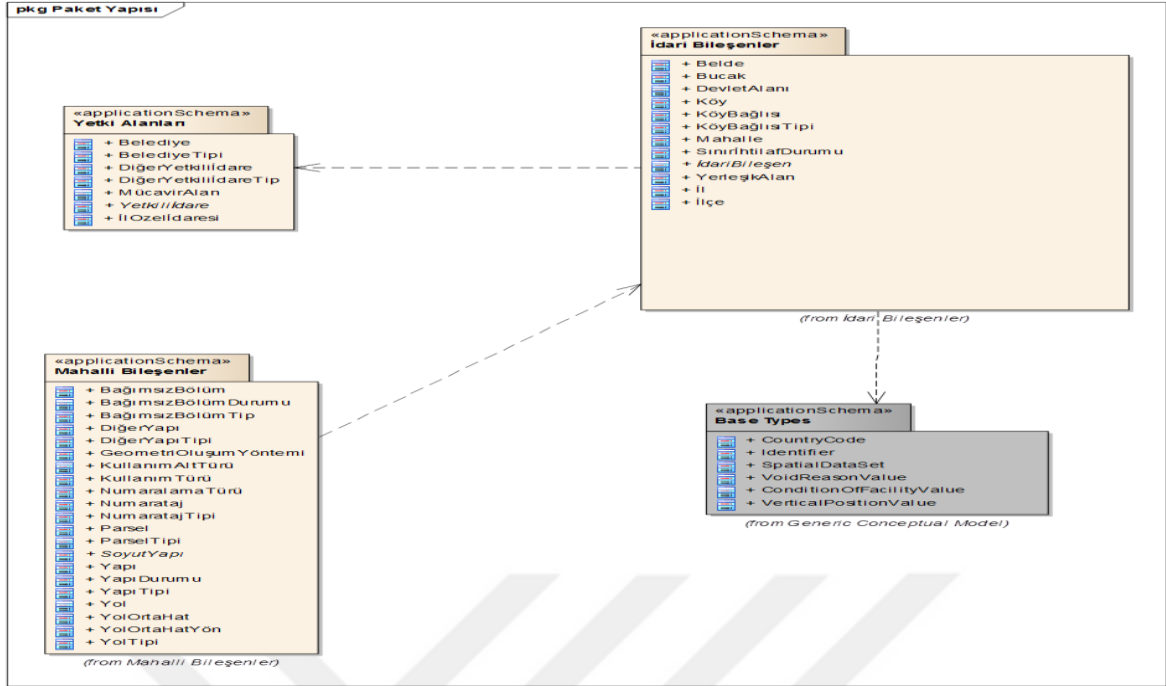 pkg Paket Yapısı
«applicationSchema»
Yetki Alanları
+ Belediye
+ BelediyeTipi
+ DiğerYetkiliİdare
+ DiğerYetkiliİdareTip
+ MücavirAlan
+ Yetkiliİdare
+ İlOzelİdaresi
«applicationSchema»
İdari Bileşenler
+ Belde
+ Bucak
+ DevletAlanı
+ Köy
+ KöyBağlısı
+ KöyBağlısıTipi
+ Mahalle
+ SınırİhtilafDurumu
+ İdariBileşen
+ YerleşikAlan
+ İl
+ İlçe
(from İdari Bileşenler)
«applicationSchema»
Mahalli Bileşenler
+ BağımsızBölüm
+ BağımsızBölümDurumu
+ BağımsızBölümTip
+ DiğerYapı
+ DiğerYapıTipi
+ GeometriOluşumYöntemi
+ KullanımAltTürü
+ KullanımTürü
+ NumaralamaTürü
+ Numarataj
+ NumaratajTipi
+ Parsel
+ ParselTipi
+ SoyutYapı
+ Yapı
+ YapıDurumu
+ YapıTipi
+ Yol
+ YolOrtaHat
+ YolOrtaHatYön
+ YolTipi
(from Mahalli Bileşenler)
«applicationSchema»
Base Types
+ CountryCode
+ Identifier
+ SpatialDataSet
+ VoidReasonValue
+ ConditionOfFacilityValue
+ VerticalPositionValue
(from Generic Conceptual Model)